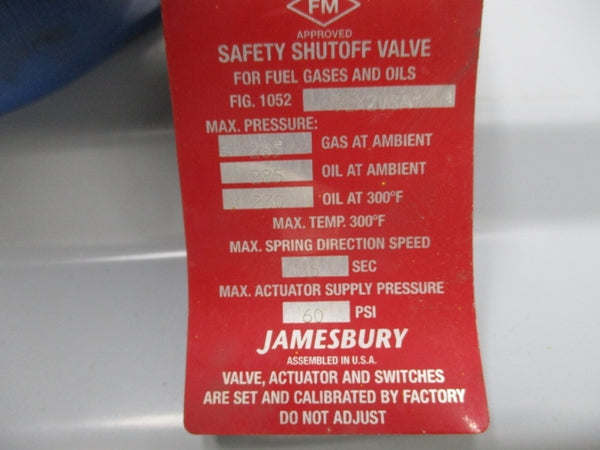 FM
APPROVED
SAFETY SHUTOFF VALVE
FOR FUEL GASES AND OILS
FIG. 1052
MAX. PRESSURE:
285 GAS AT AMBIENT
285 OIL AT AMBIENT
230 OIL AT 300°F
MAX. TEMP. 300°F
MAX. SPRING DIRECTION SPEED
SEC
MAX. ACTUATOR SUPPLY PRESSURE
60 PSI
JAMESBURY
ASSEMBLED IN U.S.A.
VALVE, ACTUATOR AND SWITCHES
ARE SET AND CALIBRATED BY FACTORY
DO NOT ADJUST